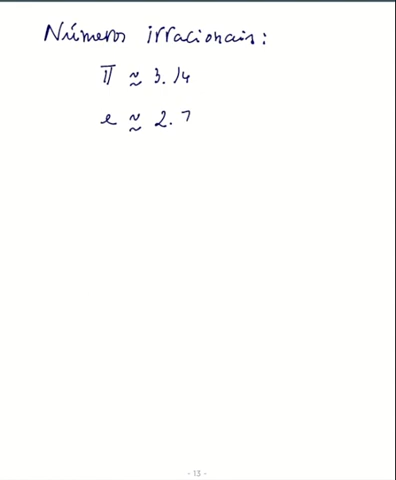 Números irracionais:
π ≈ 3.14
e ≈ 2.7
- 13 -